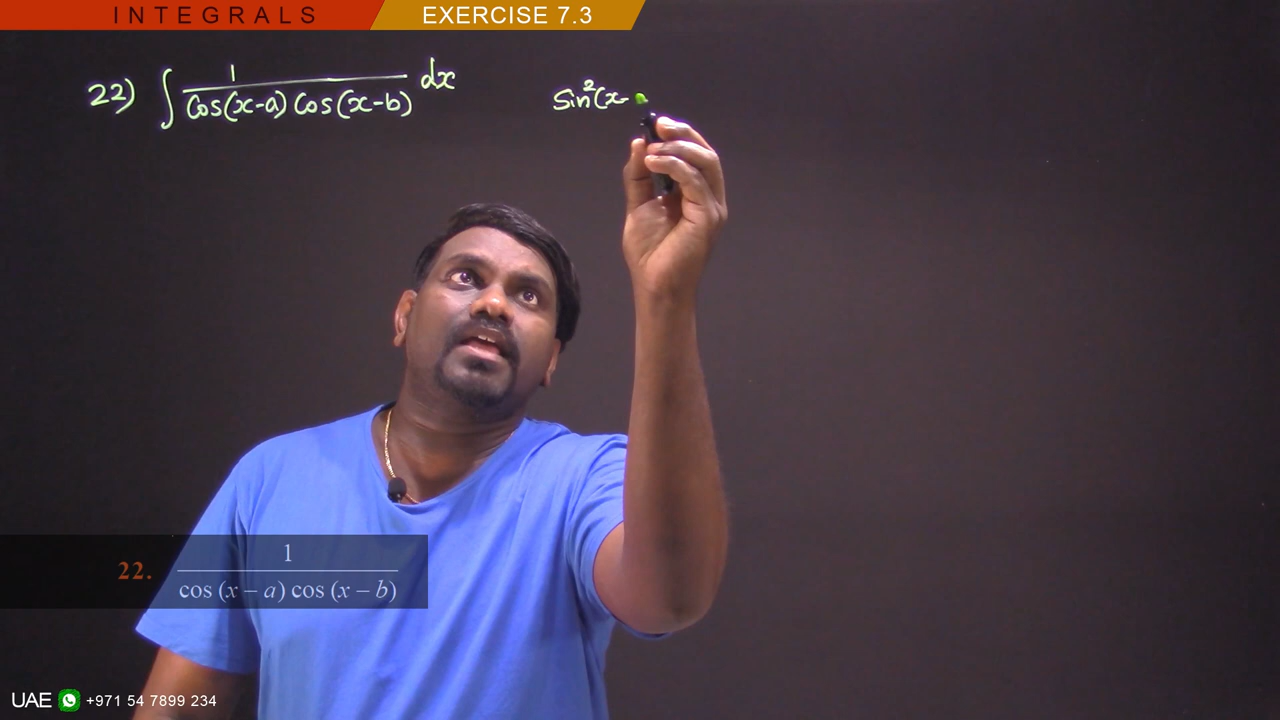 INTEGRALS EXERCISE 7.3
22) ∫ 1/(Cos(x-a) Cos(x-b)) dx
Sin²(x-
22. 1/(cos (x − a) cos (x − b))
UAE +971 54 7899 234